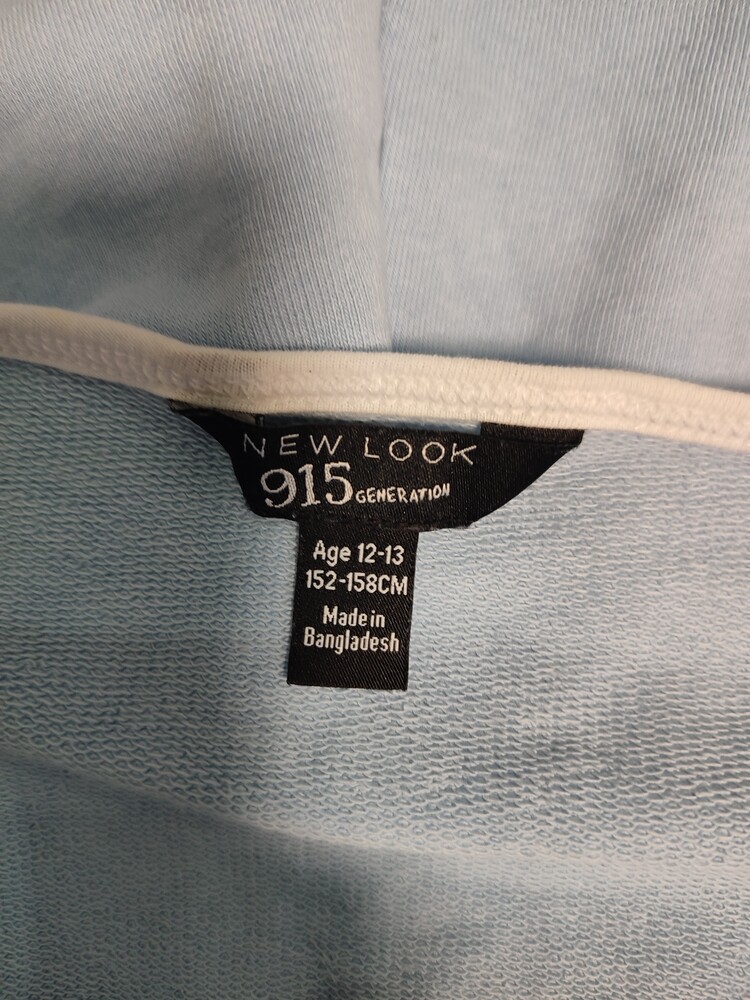 NEW LOOK
915 GENERATION
Age 12-13
152-158CM
Made in
Bangladesh